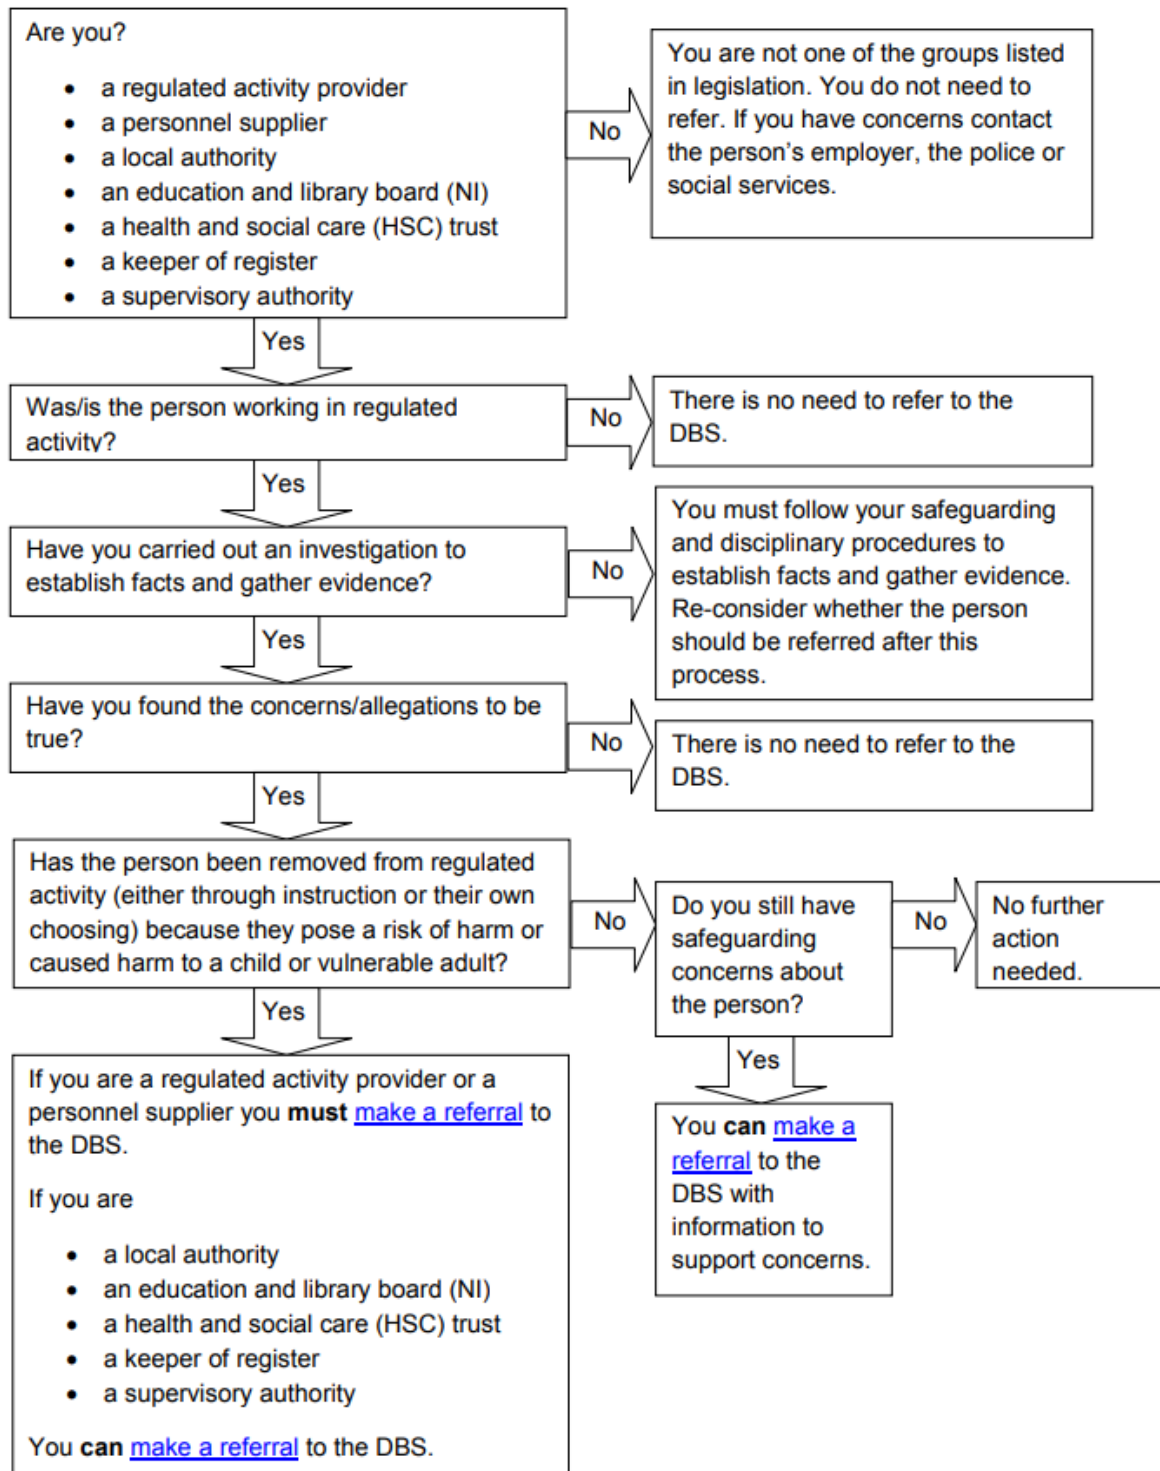 Are you?
• a regulated activity provider
• a personnel supplier
• a local authority
• an education and library board (NI)
• a health and social care (HSC) trust
• a keeper of register
• a supervisory authority
No
You are not one of the groups listed
in legislation. You do not need to
refer. If you have concerns contact
the person's employer, the police or
social services.
Yes
Was/is the person working in regulated
activity?
No
There is no need to refer to the
DBS.
Yes
Have you carried out an investigation to
establish facts and gather evidence?
No
You must follow your safeguarding
and disciplinary procedures to
establish facts and gather evidence.
Re-consider whether the person
should be referred after this
process.
Yes
Have you found the concerns/allegations to be
true?
No
There is no need to refer to the
DBS.
Yes
Has the person been removed from regulated
activity (either through instruction or their own
choosing) because they pose a risk of harm or
caused harm to a child or vulnerable adult?
No
Do you still have
safeguarding
concerns about
the person?
No
No further
action
needed.
Yes
If you are a regulated activity provider or a
personnel supplier you must make a referral to
the DBS.
If you are
• a local authority
• an education and library board (NI)
• a health and social care (HSC) trust
• a keeper of register
• a supervisory authority
You can make a referral to the DBS.
Yes
You can make a
referral to the
DBS with
information to
support concerns.